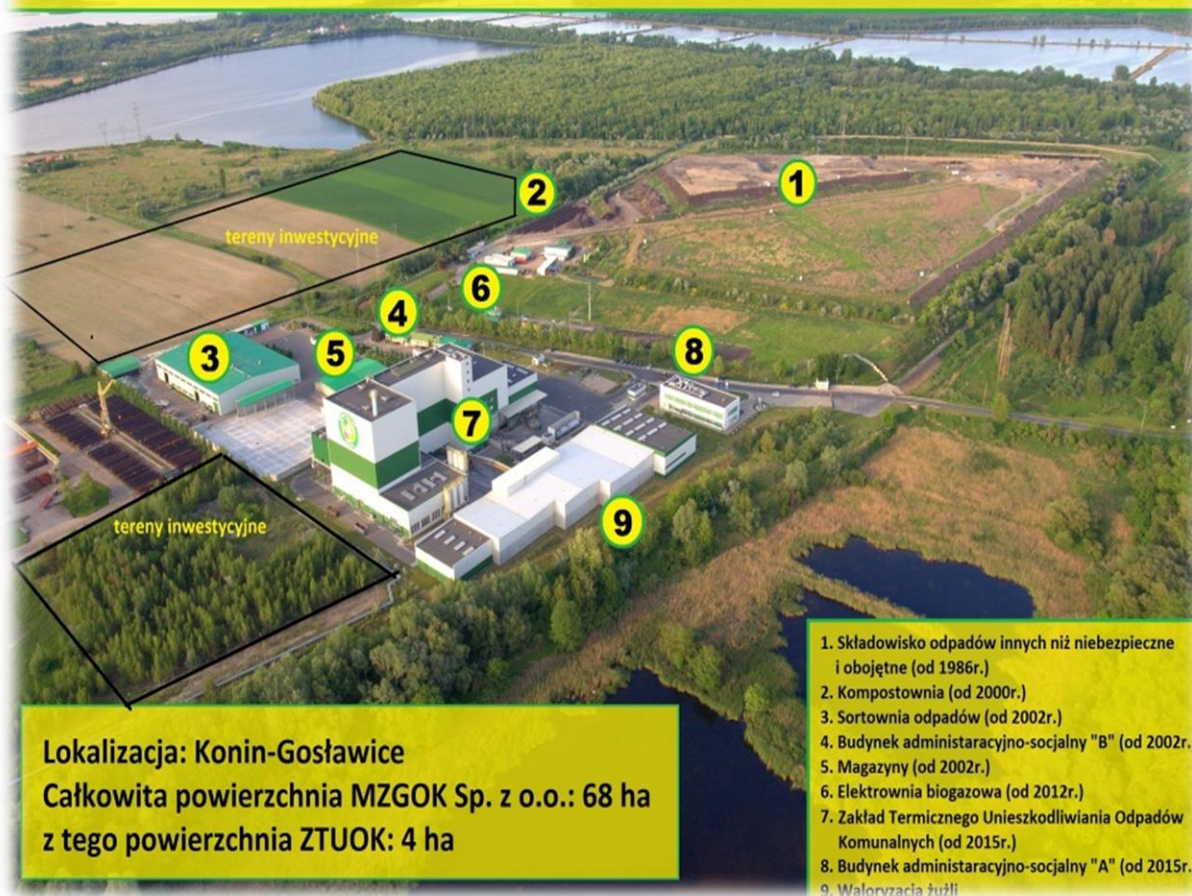 1
2
tereny inwestycyjne
6
4
3
5
8
7
9
tereny inwestycyjne
Lokalizacja: Konin-Gosławice
Całkowita powierzchnia MZGOK Sp. z o.o.: 68 ha
z tego powierzchnia ZTUOK: 4 ha
1. Składowisko odpadów innych niż niebezpieczne
i obojętne (od 1986r.)
2. Kompostownia (od 2000r.)
3. Sortownia odpadów (od 2002r.)
4. Budynek administaracyjno-socjalny "B" (od 2002r.
5. Magazyny (od 2002r.)
6. Elektrownia biogazowa (od 2012r.)
7. Zakład Termicznego Unieszkodliwiania Odpadów
Komunalnych (od 2015r.)
8. Budynek administaracyjno-socjalny "A" (od 2015r.
9. Waloryzacja żużli